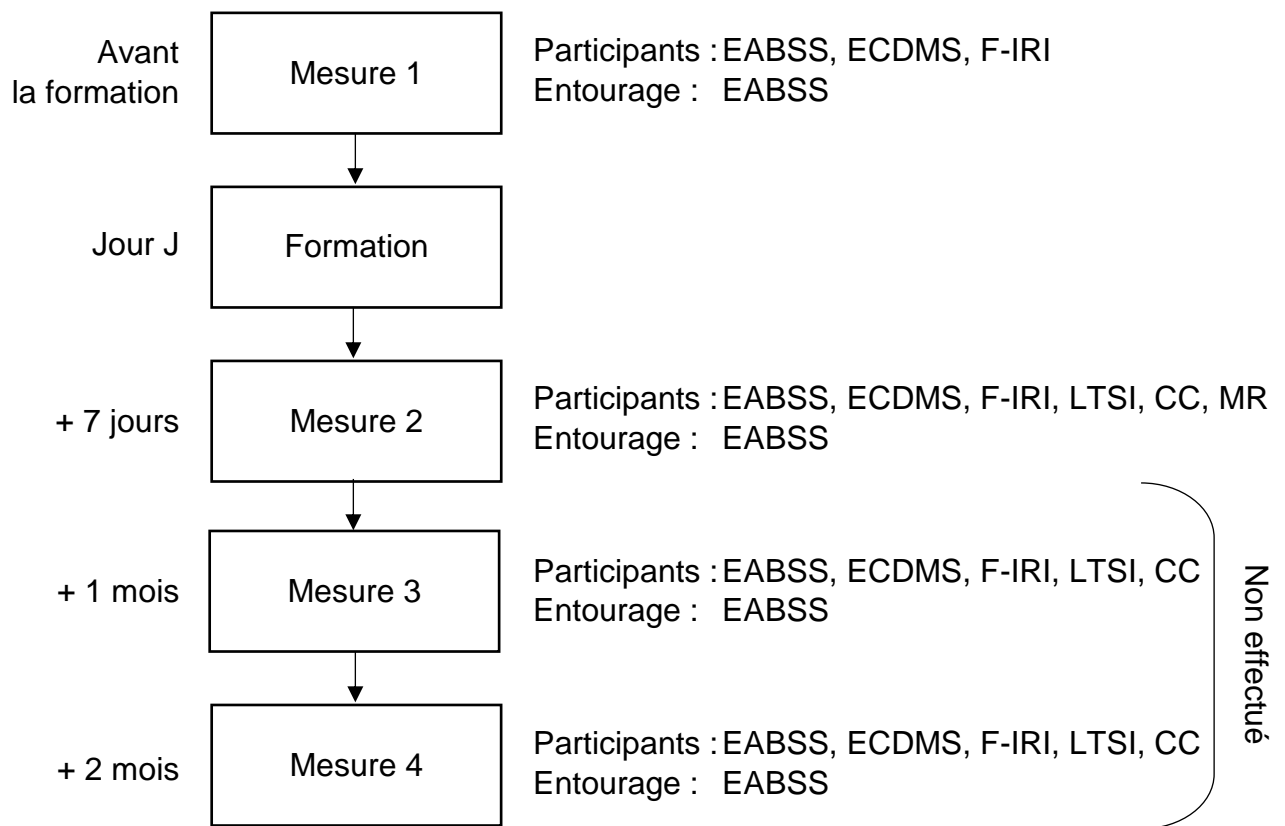 Avant
la formation
Mesure 1
Participants : EABSS, ECDMS, F-IRI
Entourage : EABSS
Jour J
Formation
+ 7 jours
Mesure 2
Participants : EABSS, ECDMS, F-IRI, LTSI, CC, MR
Entourage : EABSS
+ 1 mois
Mesure 3
Participants : EABSS, ECDMS, F-IRI, LTSI, CC
Entourage : EABSS
+ 2 mois
Mesure 4
Participants : EABSS, ECDMS, F-IRI, LTSI, CC
Entourage : EABSS
Non effectué